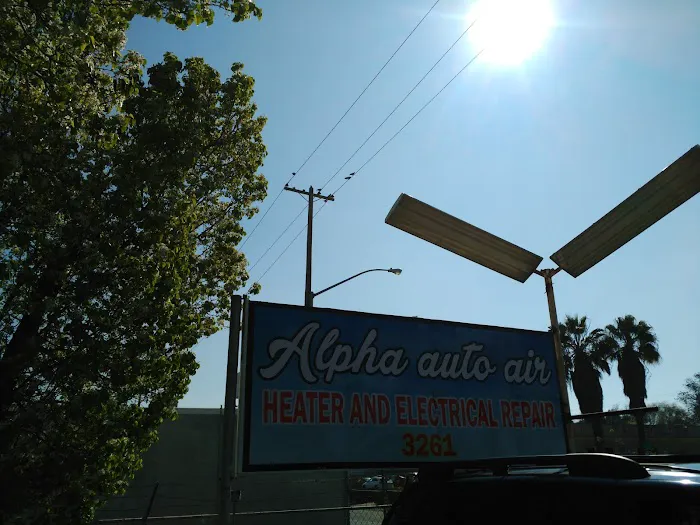 Alpha auto air
HEATER AND ELECTRICAL REPAIR
3261